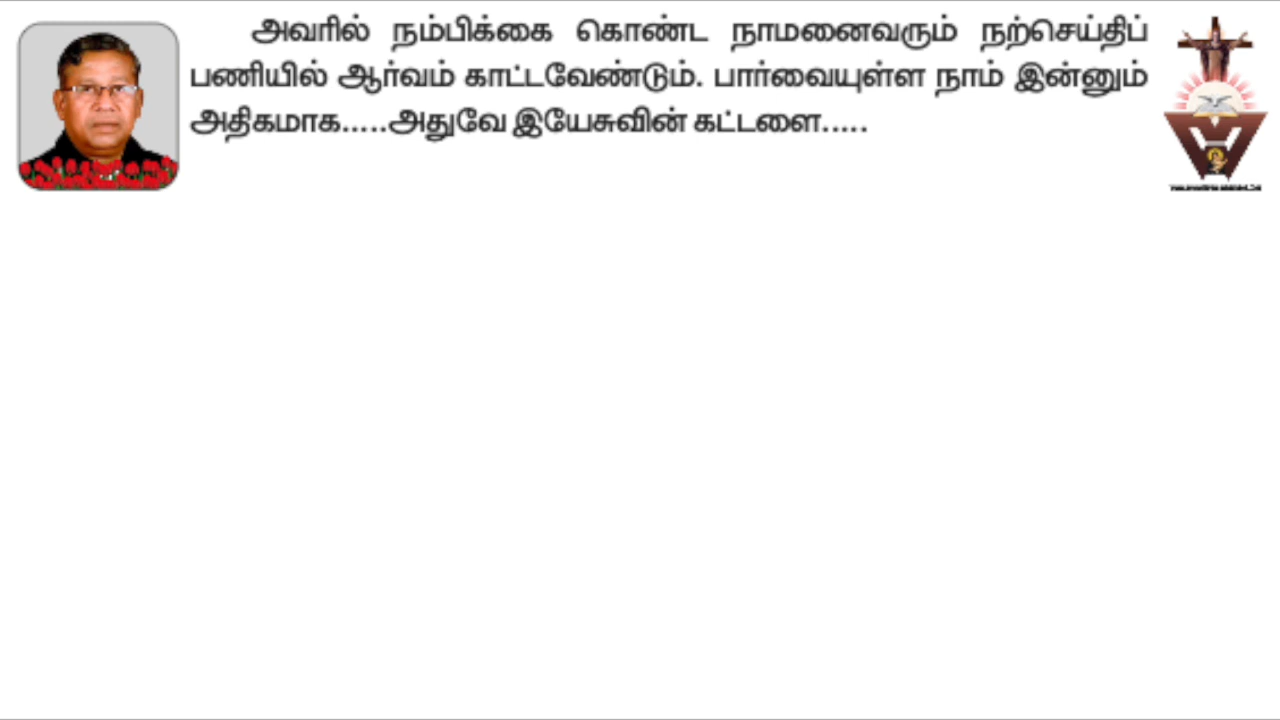 அவரில் நம்பிக்கை கொண்ட நாமனைவரும் நற்செய்திப்
பணியில் ஆர்வம் காட்டவேண்டும். பார்வையுள்ள நாம் இன்னும்
அதிகமாக.....அதுவே இயேசுவின் கட்டளை.....